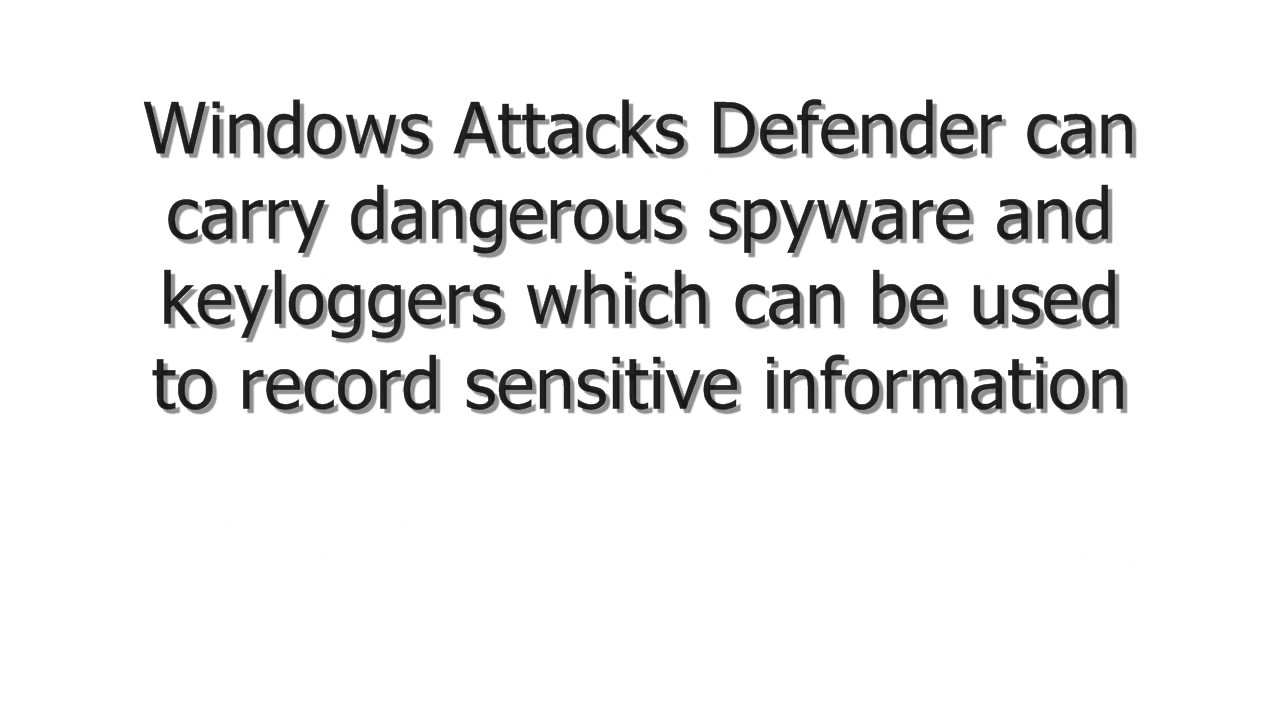 Windows Attacks Defender can
carry dangerous spyware and
keyloggers which can be used
to record sensitive information